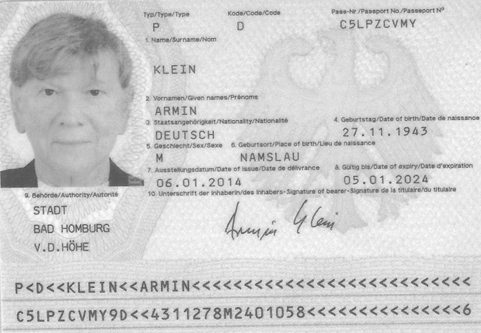 Typ/Type/Type Kode/Code/Code Pass-Nr./Passport No./Passeport N°
P D C5LPZCVMY
1. Name/Surname/Nom
KLEIN
2. Vornamen/Given names/Prénoms
ARMIN
3. Staatsangehörigkeit/Nationality/Nationalité 4. Geburtstag/Date of birth/Date de naissance
DEUTSCH 27.11.1943
5. Geschlecht/Sex/Sexe 6. Geburtsort/Place of birth/Lieu de naissance
M NAMSLAU
7. Ausstellungsdatum/Date of issue/Date de délivrance 8. Gültig bis/Date of expiry/Date d'expiration
06.01.2014 05.01.2024
9. Behörde/Authority/Autorité 10. Unterschrift der Inhaberin/des Inhabers-Signature of bearer-Signature de la titulaire/du titulaire
STADT
BAD HOMBURG
V.D.HÖHE
Armin Klein
P<D<<KLEIN<<ARMIN<<<<<<<<<<<<<<<<<<<<<<<<<<<
C5LPZCVMY9D<<4311278M2401058<<<<<<<<<<<<<<<6